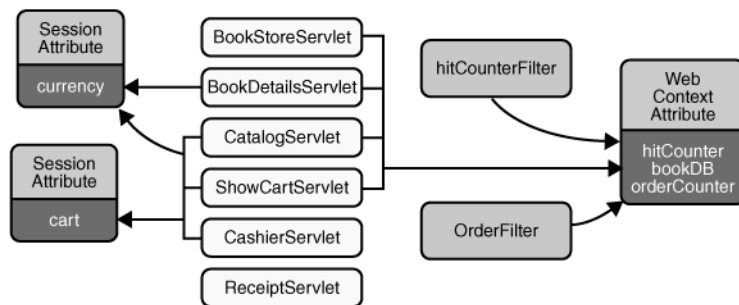 Session
Attribute
currency
Session
Attribute
cart
BookStoreServlet
BookDetailsServlet
CatalogServlet
ShowCartServlet
CashierServlet
ReceiptServlet
hitCounterFilter
OrderFilter
Web
Context
Attribute
hitCounter
bookDB
orderCounter